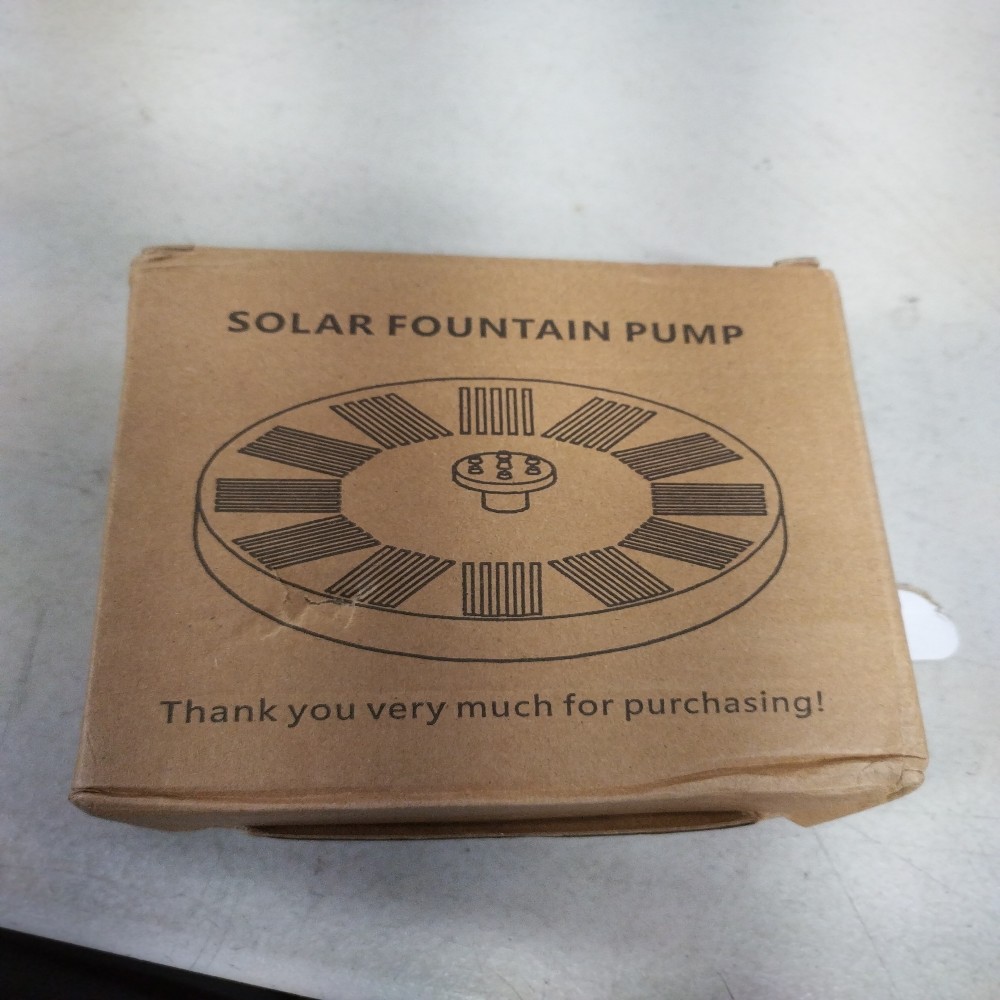 SOLAR FOUNTAIN PUMP
Thank you very much for purchasing!